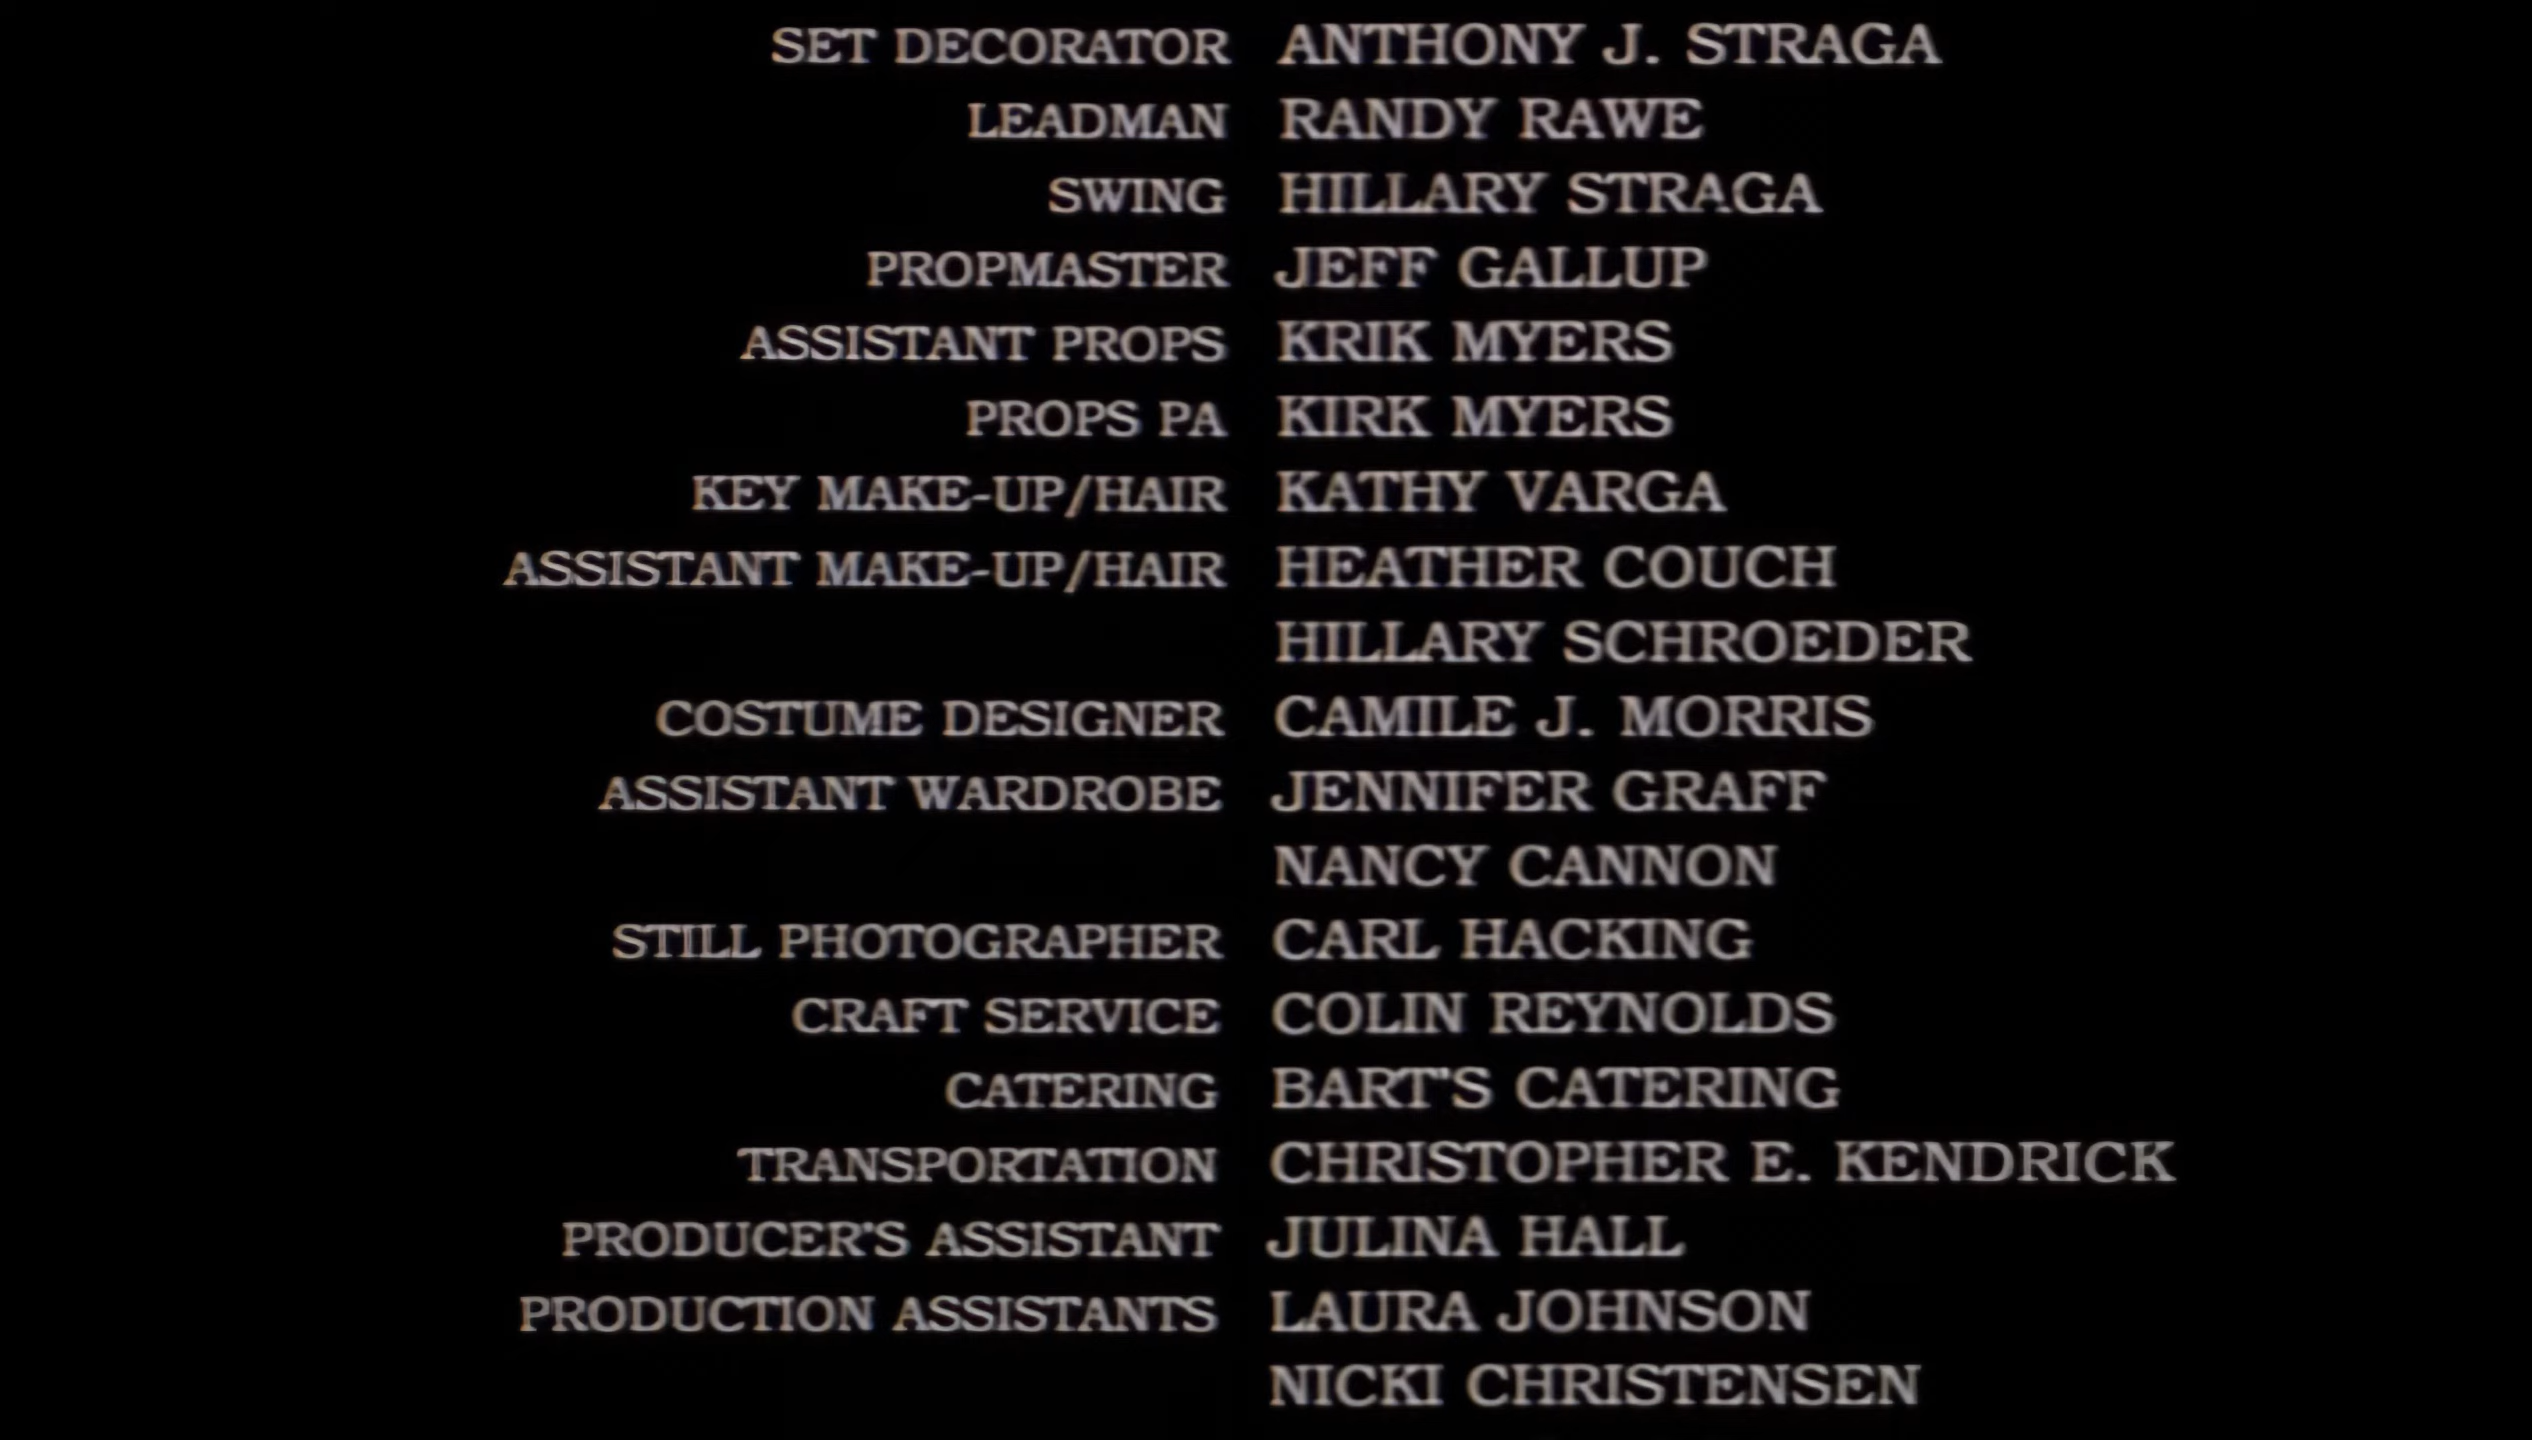 SET DECORATOR ANTHONY J. STRAGA
LEADMAN RANDY RAWE
SWING HILLARY STRAGA
PROPMASTER JEFF GALLUP
ASSISTANT PROPS KRIK MYERS
PROPS PA KIRK MYERS
KEY MAKE-UP/HAIR KATHY VARGA
ASSISTANT MAKE-UP/HAIR HEATHER COUCH
HILLARY SCHROEDER
COSTUME DESIGNER CAMILE J. MORRIS
ASSISTANT WARDROBE JENNIFER GRAFF
NANCY CANNON
STILL PHOTOGRAPHER CARL HACKING
CRAFT SERVICE COLIN REYNOLDS
CATERING BART'S CATERING
TRANSPORTATION CHRISTOPHER E. KENDRICK
PRODUCER'S ASSISTANT JULINA HALL
PRODUCTION ASSISTANTS LAURA JOHNSON
NICKI CHRISTENSEN